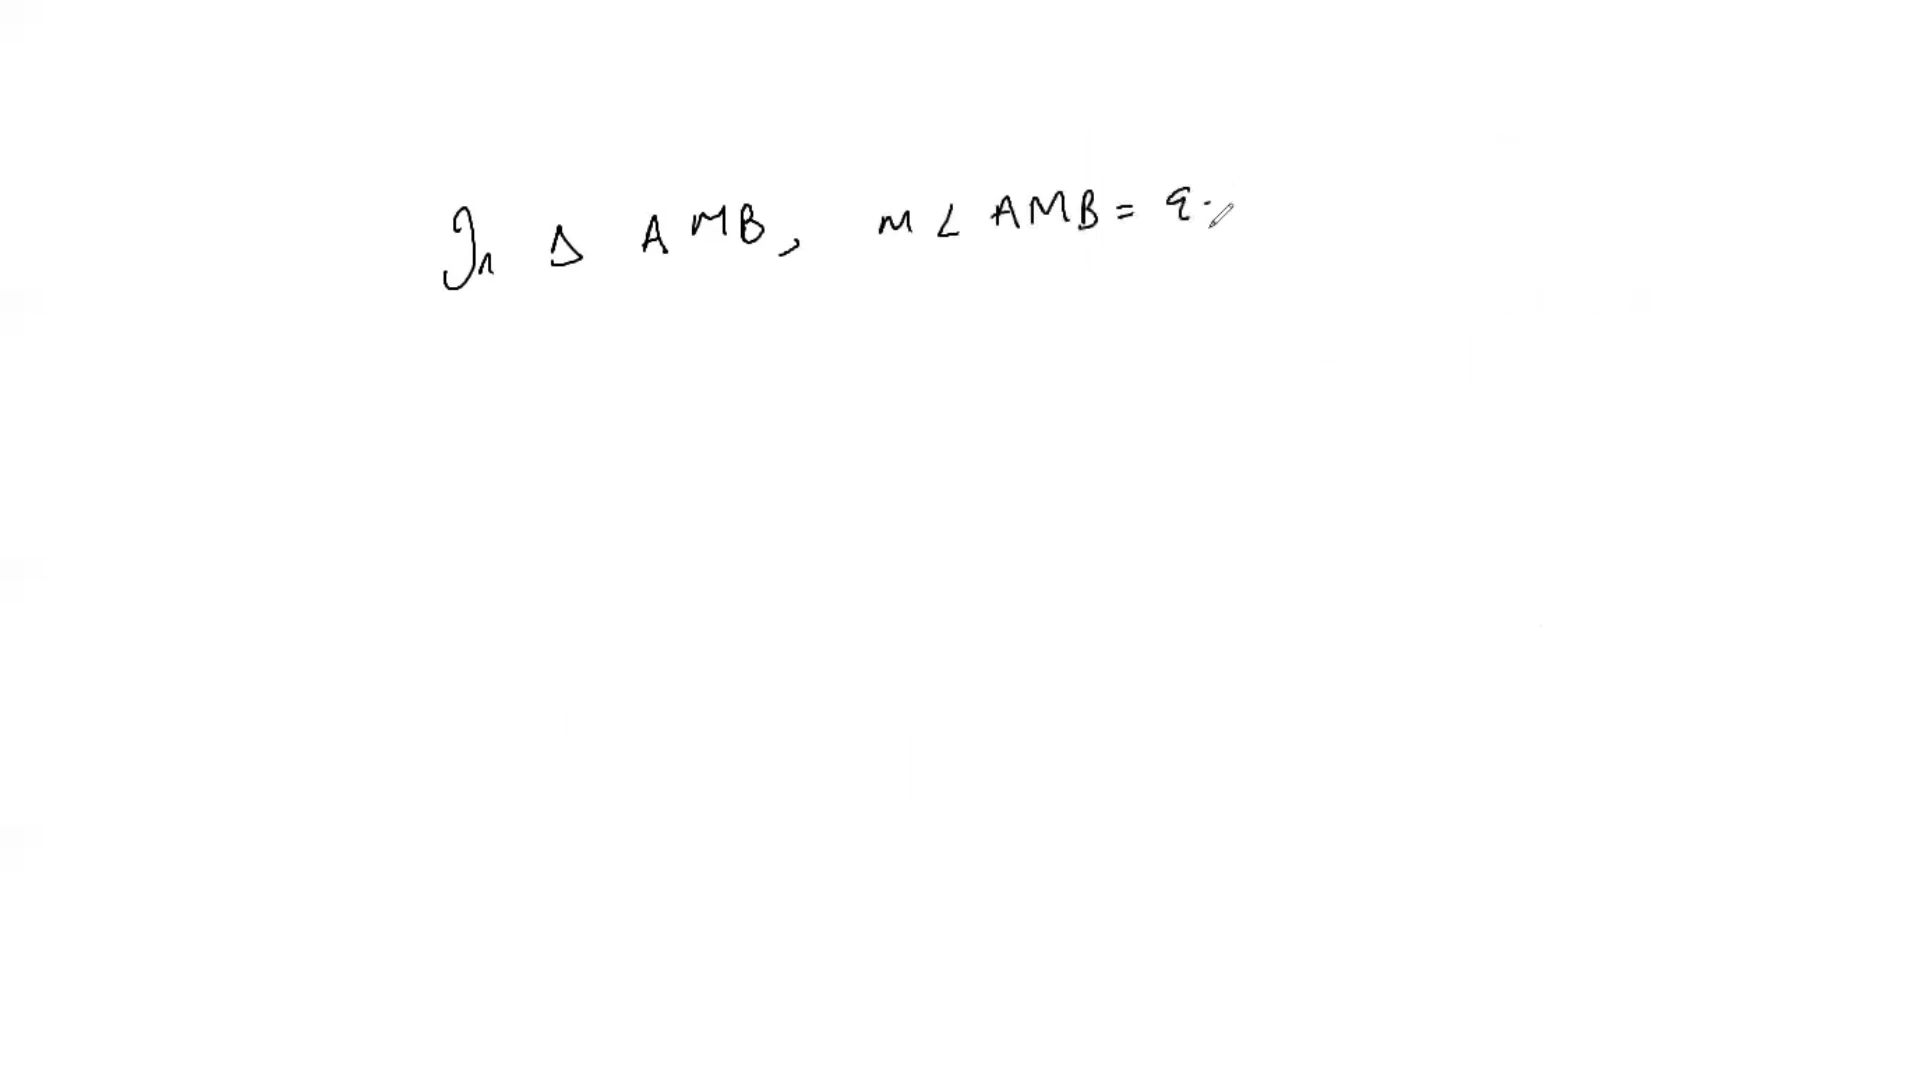 In Δ AMB, m∠AMB = 9